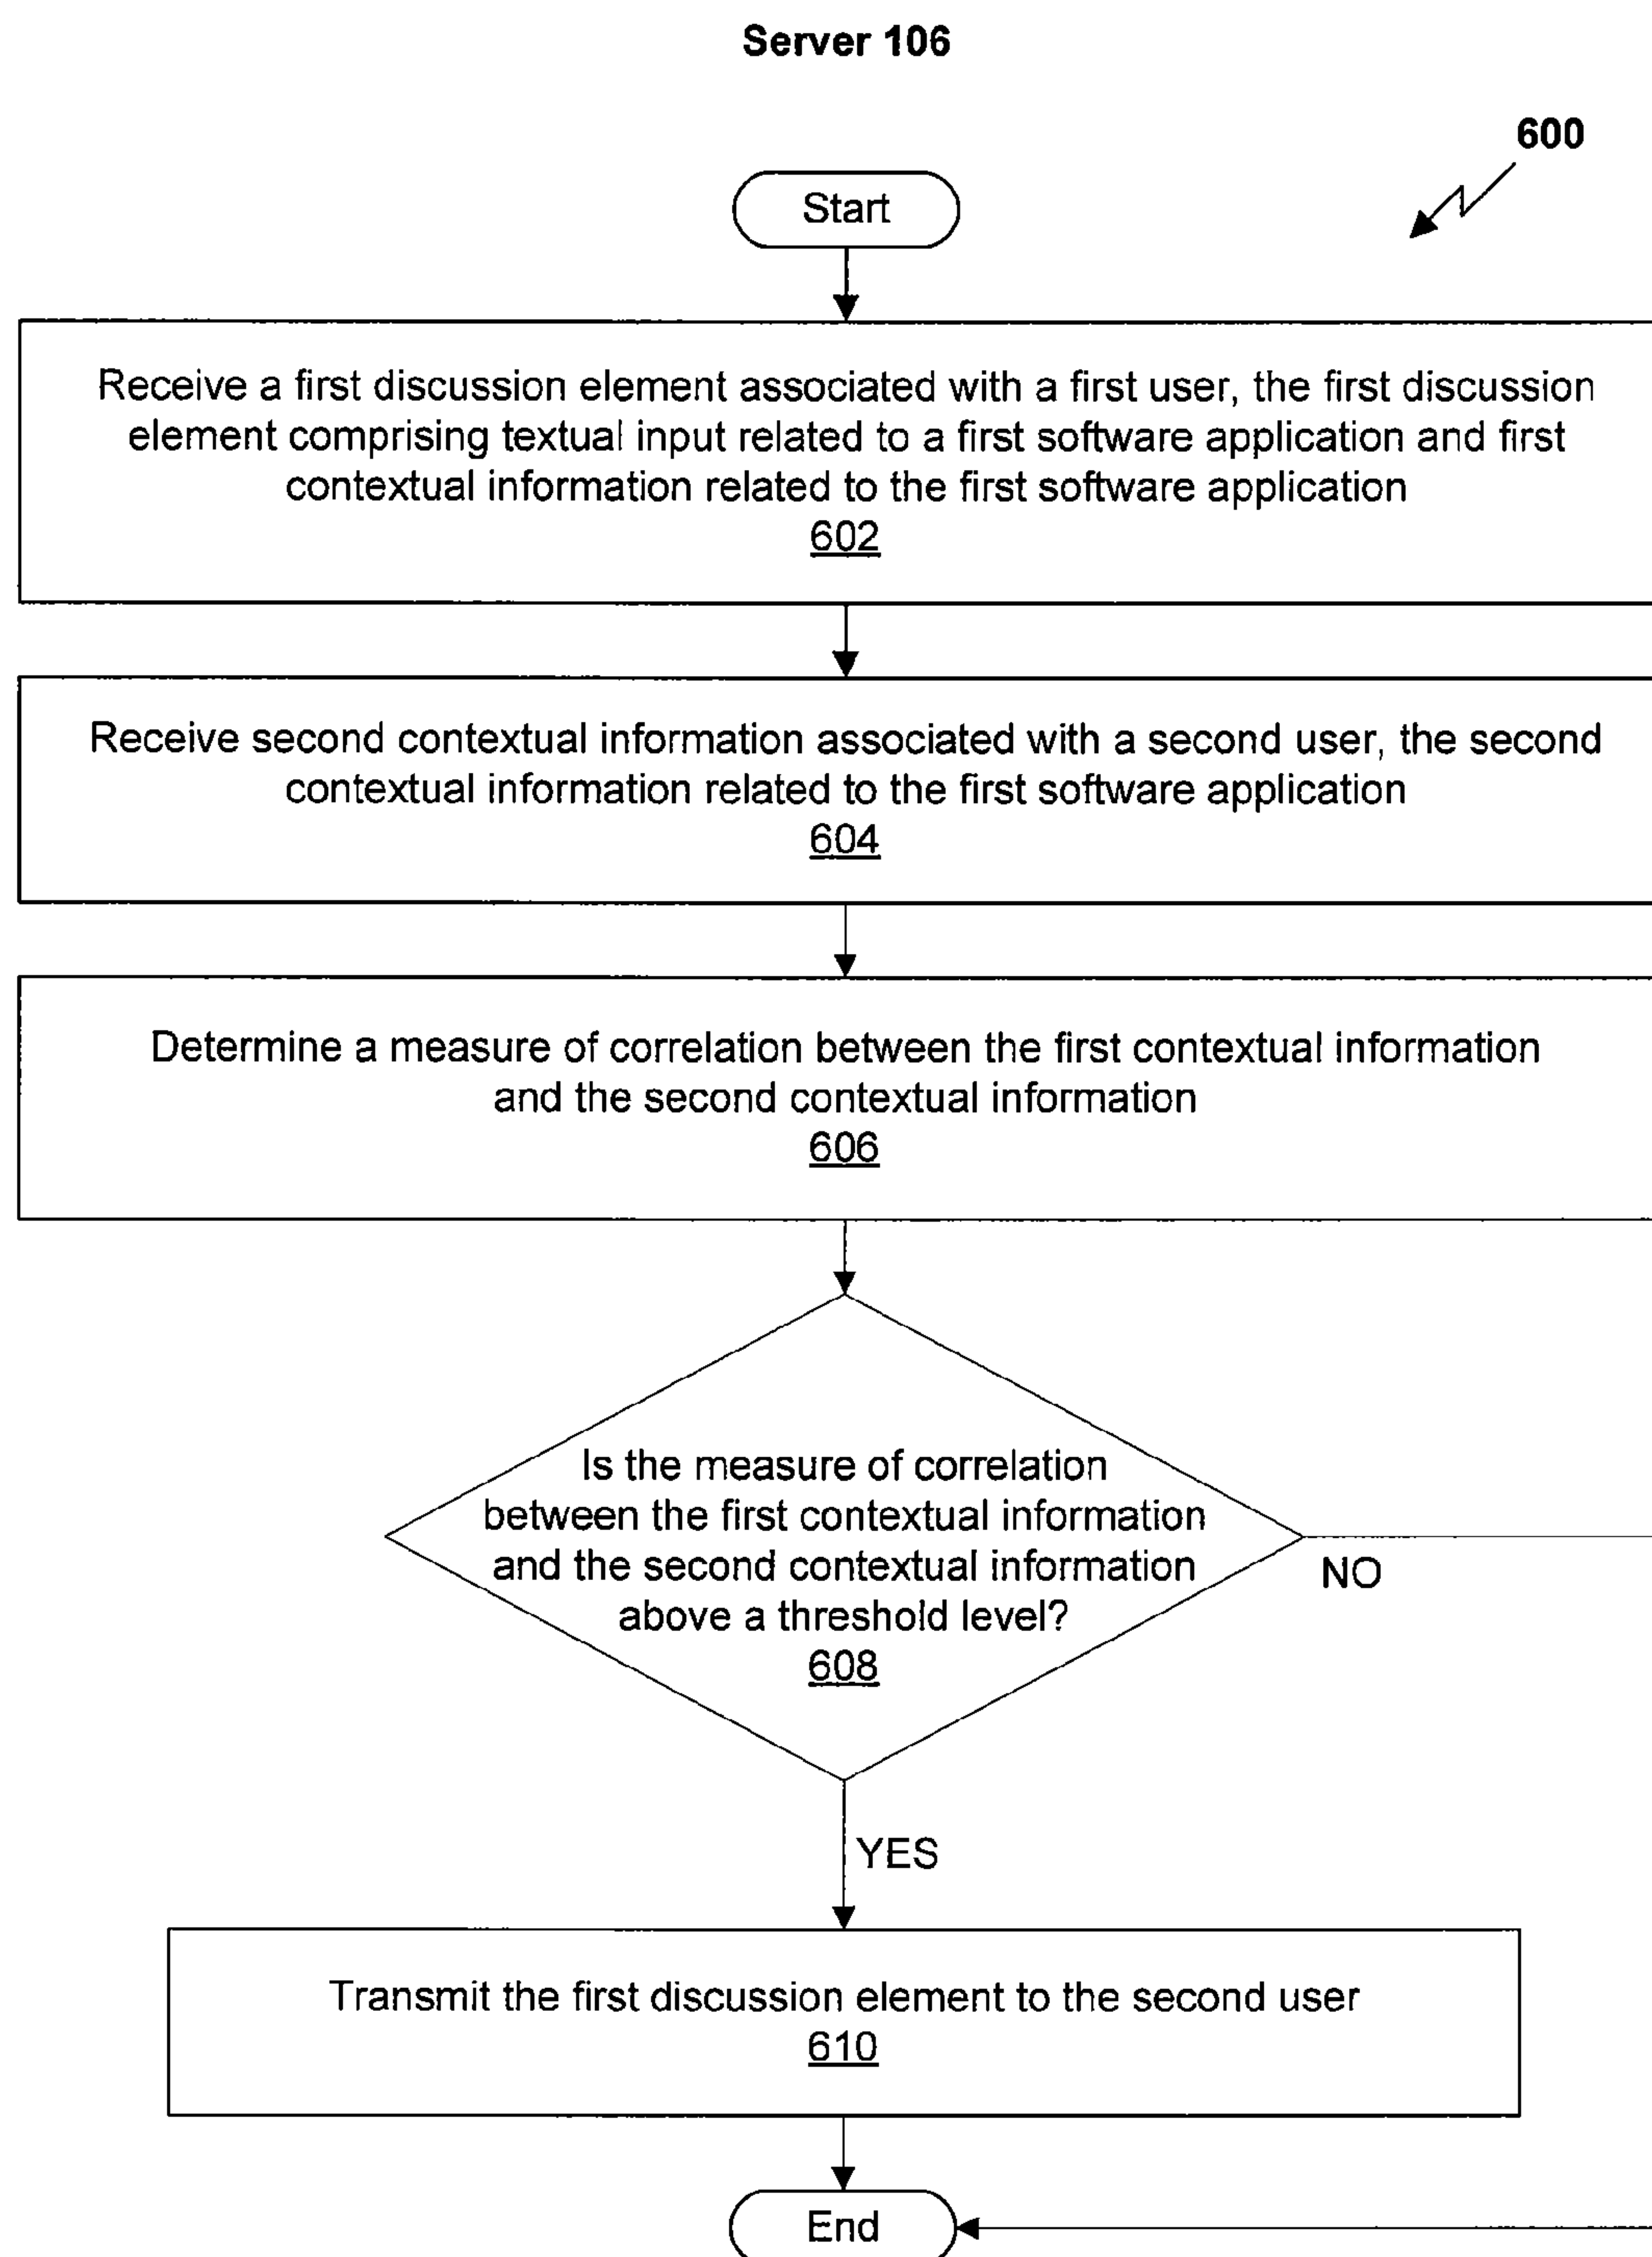 Server 106
600
Start
Receive a first discussion element associated with a first user, the first discussion
element comprising textual input related to a first software application and first
contextual information related to the first software application
602
Receive second contextual information associated with a second user, the second
contextual information related to the first software application
604
Determine a measure of correlation between the first contextual information
and the second contextual information
606
Is the measure of correlation
between the first contextual information
and the second contextual information
above a threshold level?
608
NO
YES
Transmit the first discussion element to the second user
610
End